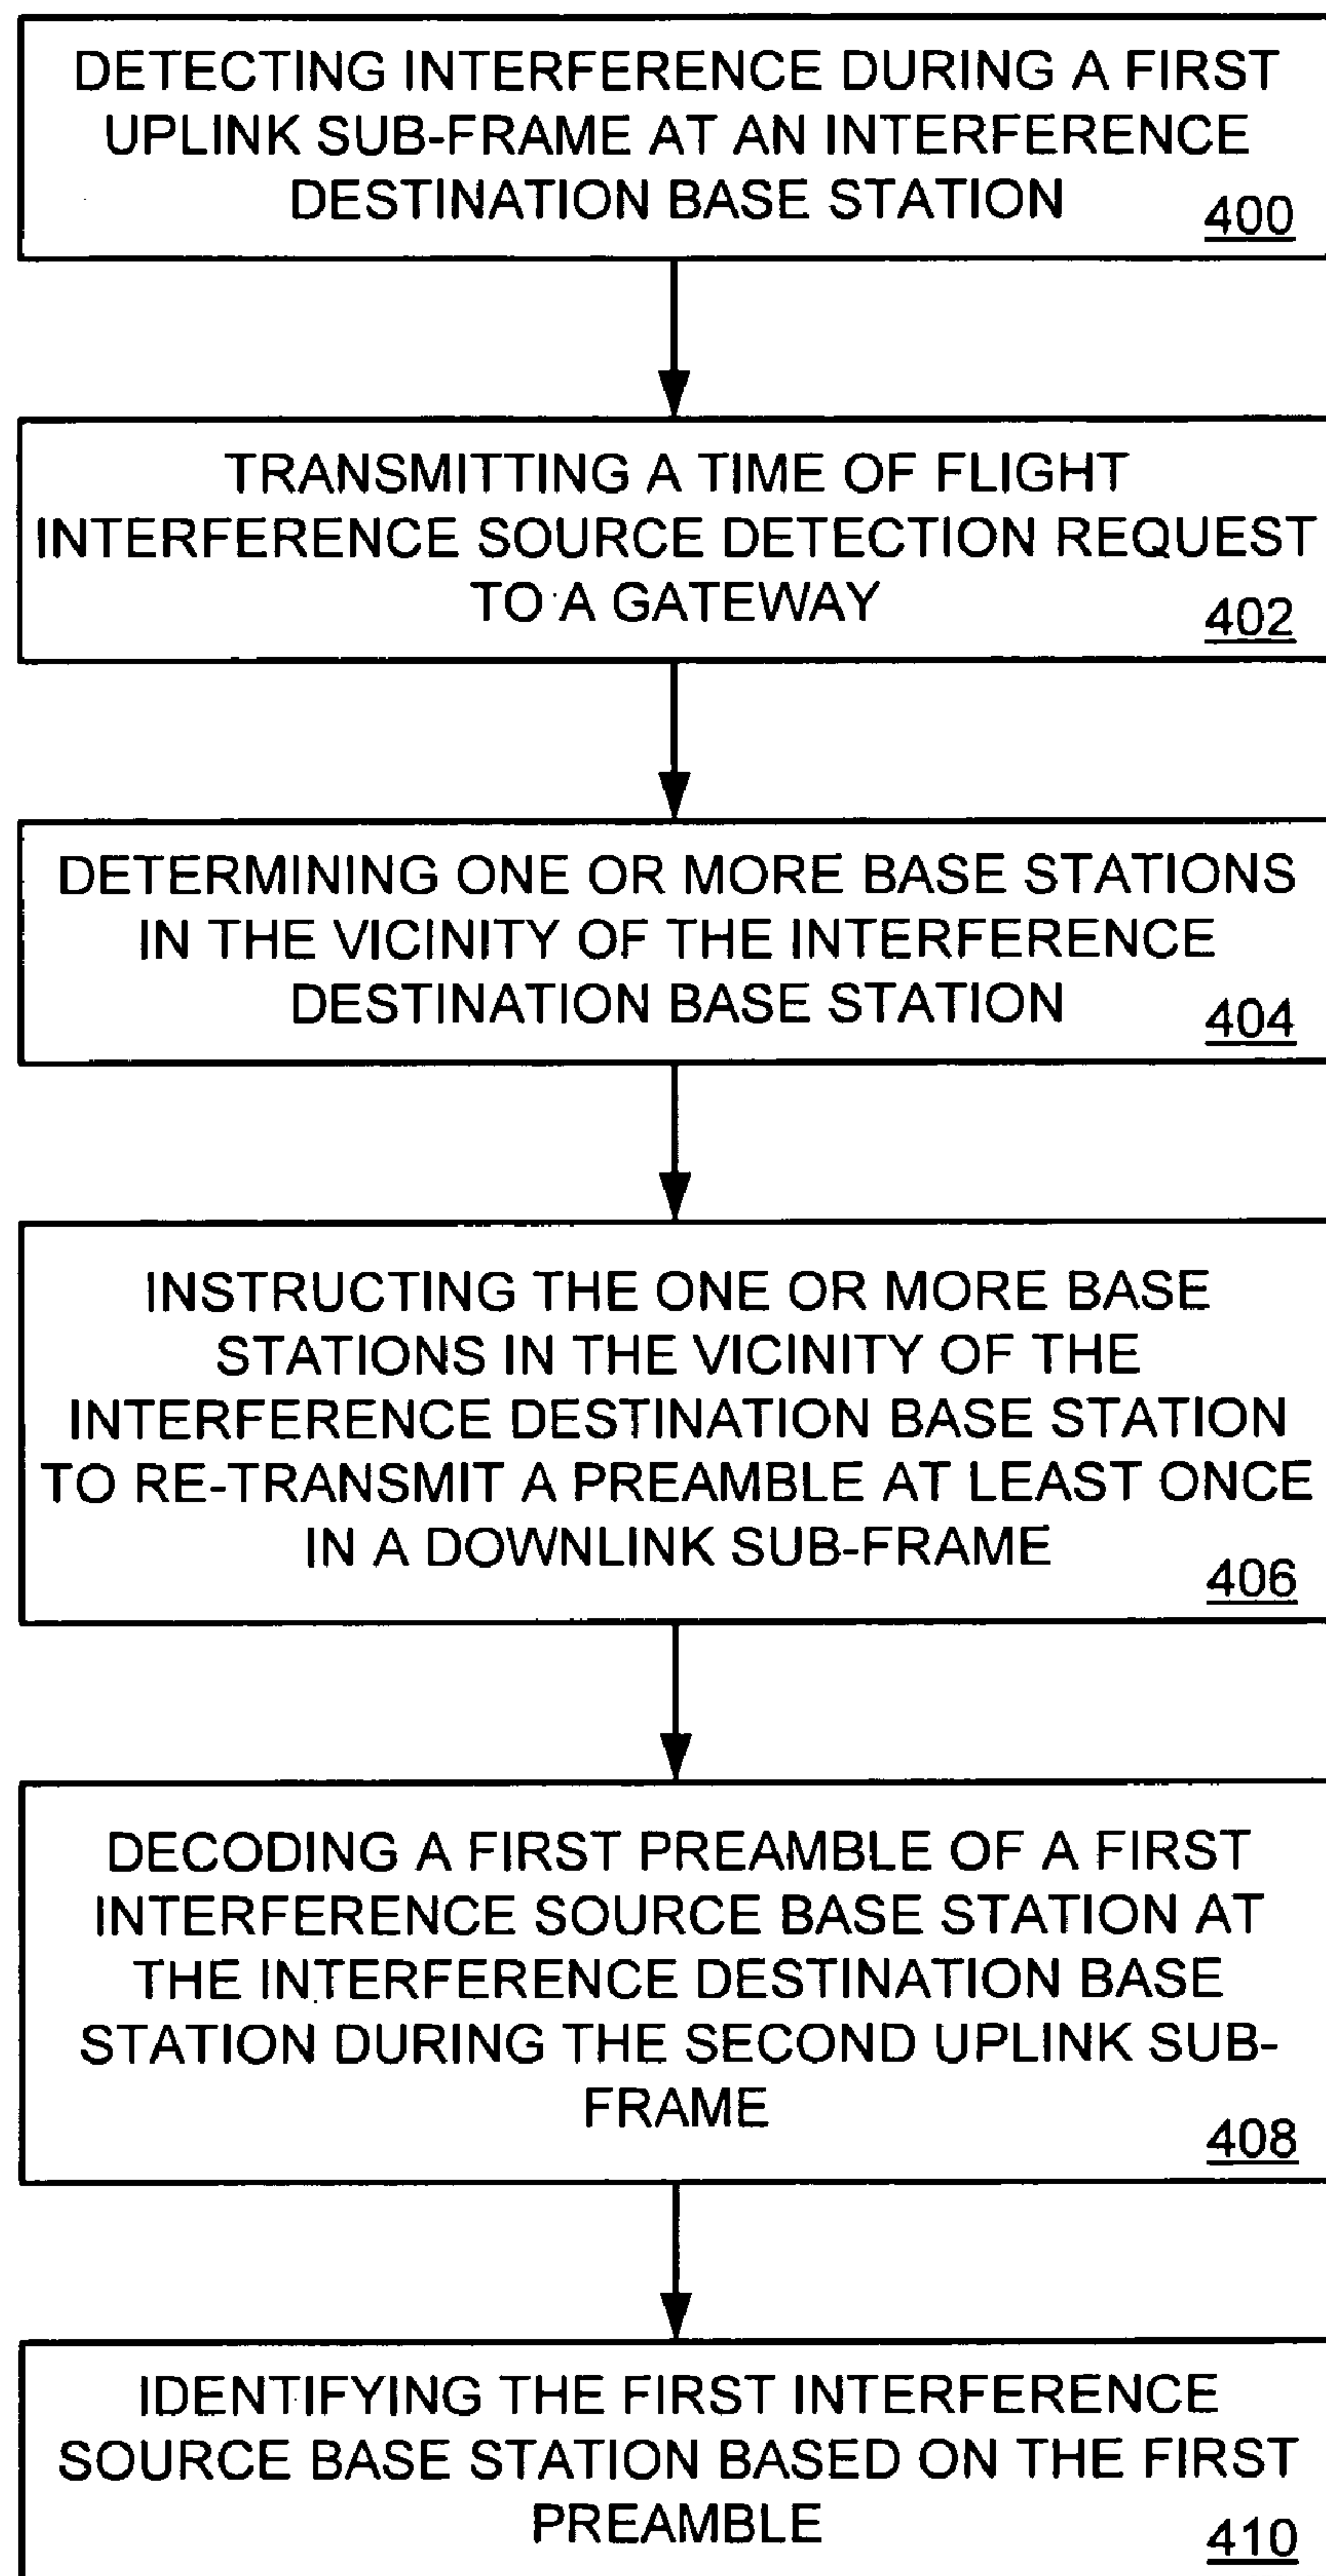 DETECTING INTERFERENCE DURING A FIRST
UPLINK SUB-FRAME AT AN INTERFERENCE
DESTINATION BASE STATION
400
TRANSMITTING A TIME OF FLIGHT
INTERFERENCE SOURCE DETECTION REQUEST
TO A GATEWAY
402
DETERMINING ONE OR MORE BASE STATIONS
IN THE VICINITY OF THE INTERFERENCE
DESTINATION BASE STATION
404
INSTRUCTING THE ONE OR MORE BASE
STATIONS IN THE VICINITY OF THE
INTERFERENCE DESTINATION BASE STATION
TO RE-TRANSMIT A PREAMBLE AT LEAST ONCE
IN A DOWNLINK SUB-FRAME
406
DECODING A FIRST PREAMBLE OF A FIRST
INTERFERENCE SOURCE BASE STATION AT
THE INTERFERENCE DESTINATION BASE
STATION DURING THE SECOND UPLINK SUB-
FRAME
408
IDENTIFYING THE FIRST INTERFERENCE
SOURCE BASE STATION BASED ON THE FIRST
PREAMBLE
410